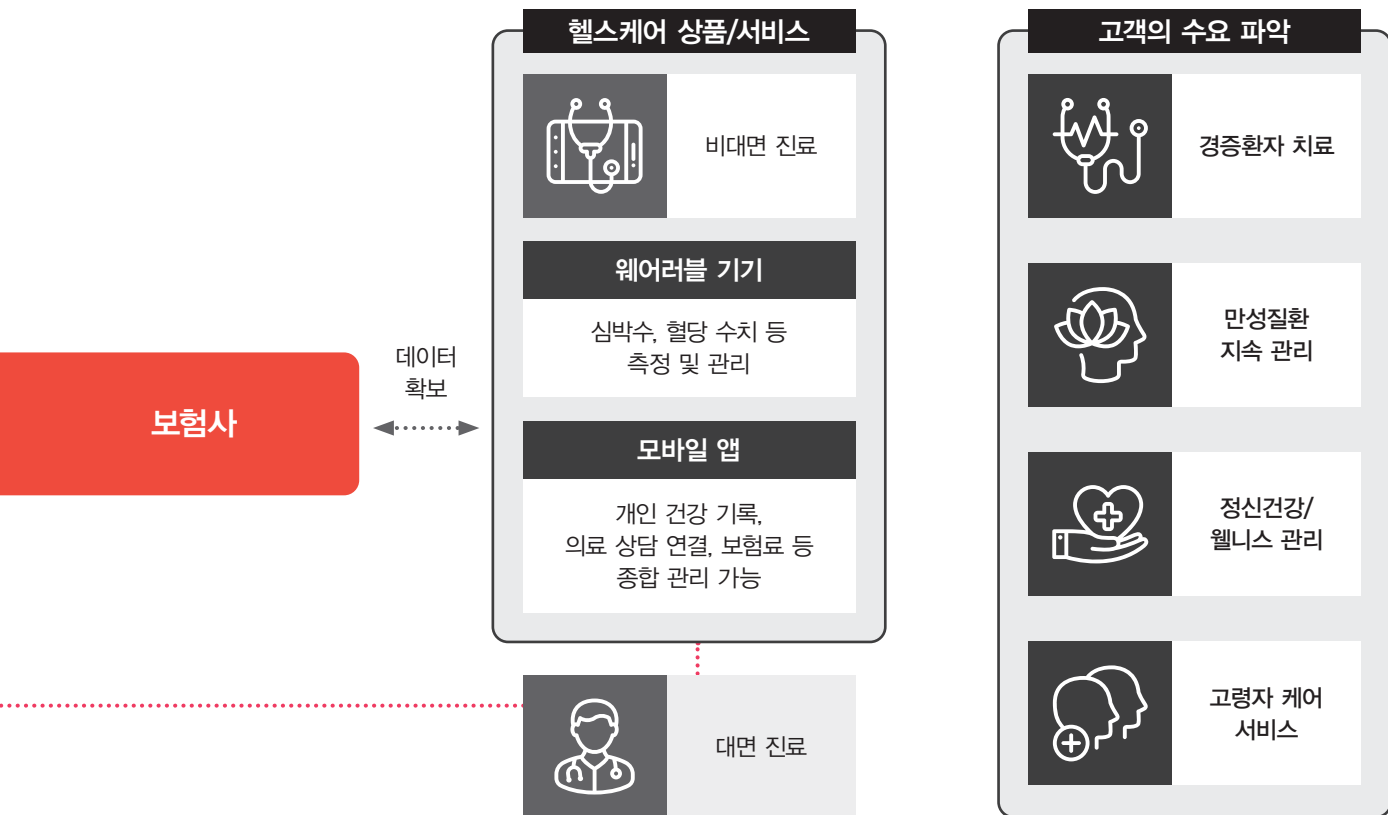 헬스케어 상품/서비스
비대면 진료
웨어러블 기기
심박수, 혈당 수치 등
측정 및 관리
모바일 앱
개인 건강 기록,
의료 상담 연결, 보험료 등
종합 관리 가능
데이터
확보
보험사
대면 진료
고객의 수요 파악
경증환자 치료
만성질환
지속 관리
정신건강/
웰니스 관리
고령자 케어
서비스